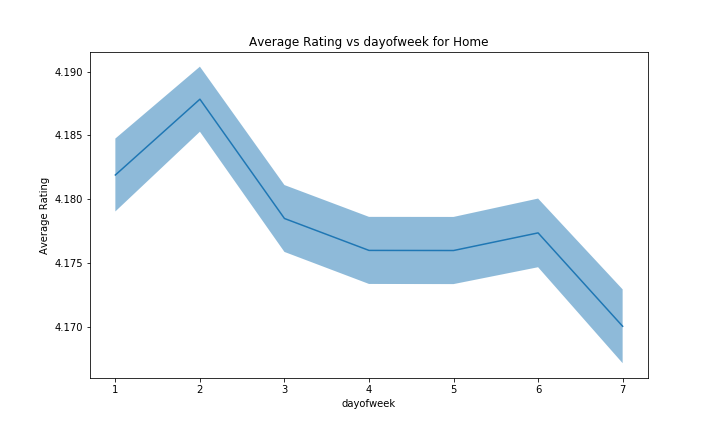 Average Rating vs dayofweek for Home
4.190
4.185
4.180
4.175
4.170
Average Rating
1 2 3 4 5 6 7
dayofweek